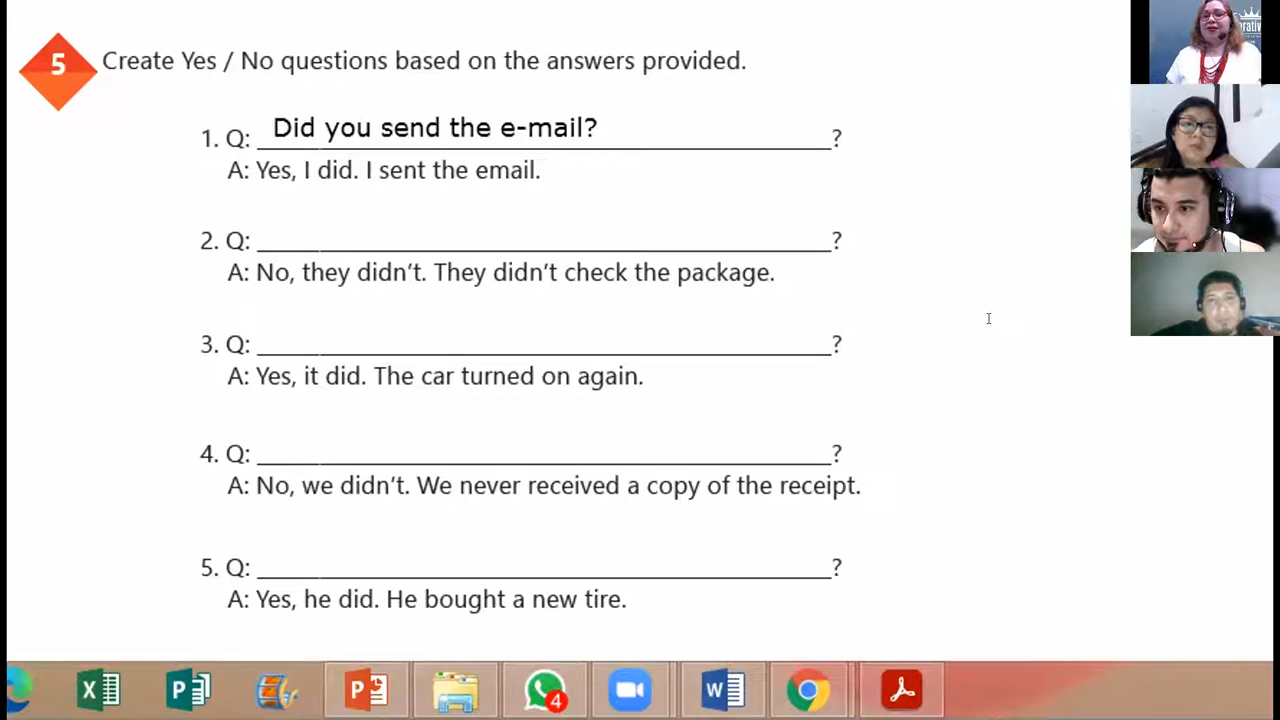 5 Create Yes / No questions based on the answers provided.
1. Q: Did you send the e-mail? ?
A: Yes, I did. I sent the email.
2. Q: ?
A: No, they didn't. They didn't check the package.
3. Q: ?
A: Yes, it did. The car turned on again.
4. Q: ?
A: No, we didn't. We never received a copy of the receipt.
5. Q: ?
A: Yes, he did. He bought a new tire.
4